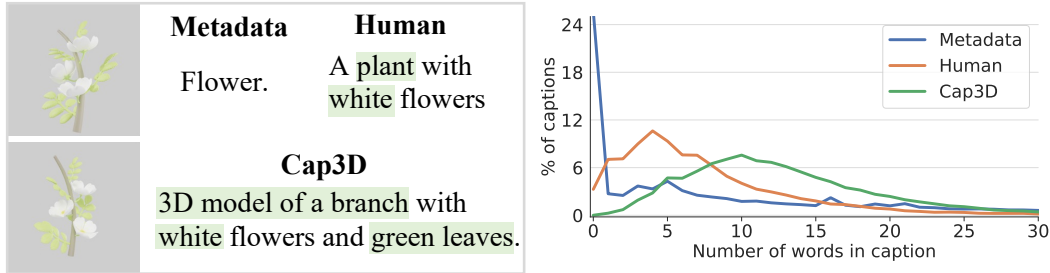 Metadata
Human
Flower.
A plant with
white flowers
Cap3D
3D model of a branch with
white flowers and green leaves.
% of captions
24
18
12
6
0
Metadata
Human
Cap3D
0 5 10 15 20 25 30
Number of words in caption